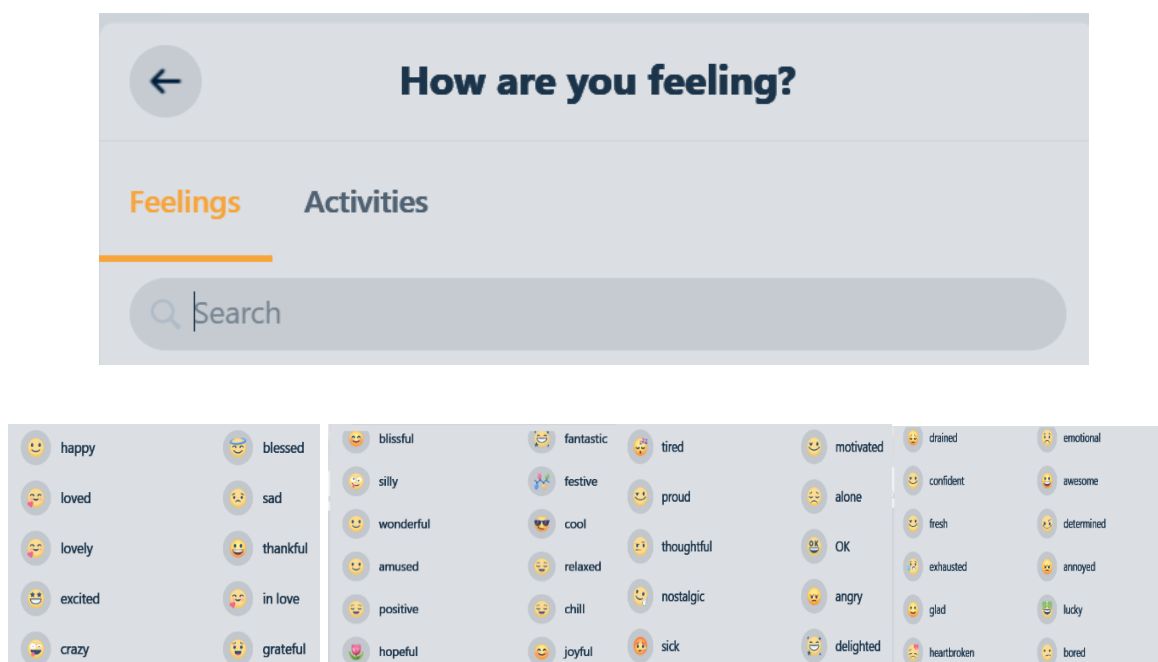 How are you feeling?
Feelings Activities
Search
happy blessed
loved sad
lovely thankful
excited in love
crazy grateful
blissful fantastic
silly festive
wonderful cool
amused relaxed
positive chill
hopeful joyful
tired motivated
proud alone
thoughtful OK
nostalgic angry
sick delighted
drained emotional
confident awesome
fresh determined
exhausted annoyed
glad lucky
heartbroken bored